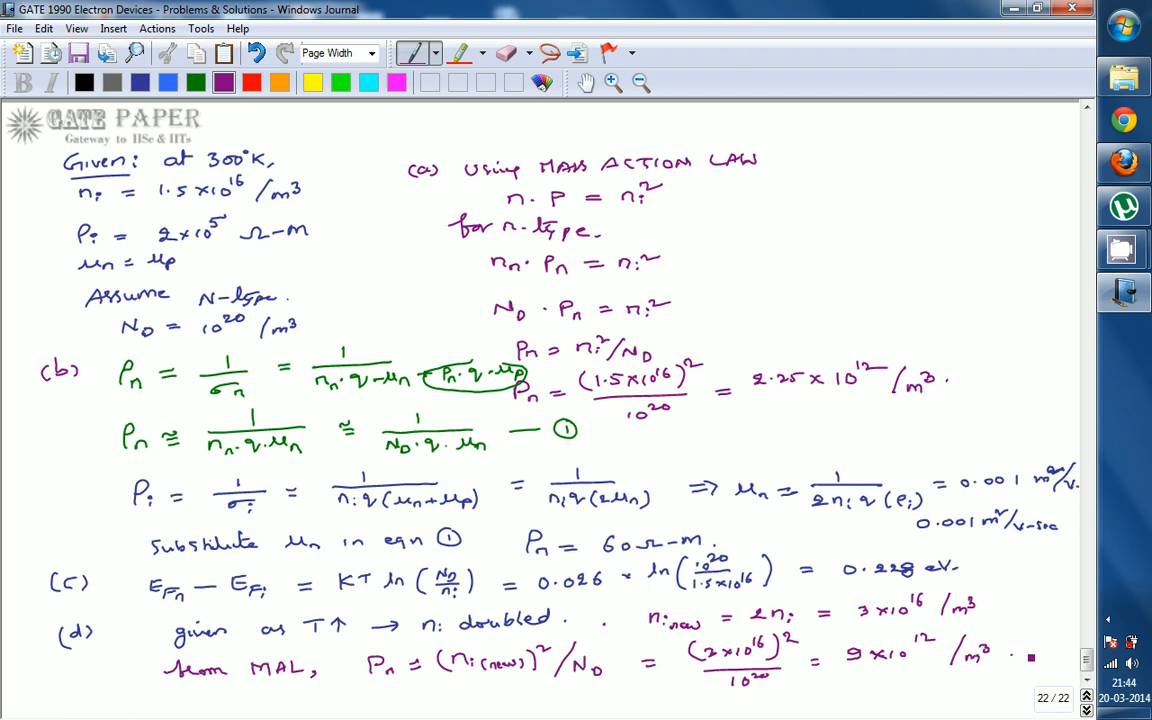 GATE 1990 Electron Devices - Problems & Solutions - Windows Journal
File Edit View Insert Actions Tools Help
Page Width
B I
GATE PAPER
Gateway to IISc & IITs
Given: at 300°K,
ni = 1.5×10^16 /m³
ρi = 2×10^5 Ω-m
μn = μp
Assume N-type.
ND = 10^20 /m³
(a) Using MASS ACTION LAW
n · p = ni²
for n-type.
nn · Pn = ni²
ND · Pn = ni²
Pn = ni²/ND
Pn = (1.5×10^16)² / 10^20 = 2.25×10^12 /m³.
(b) ρn = 1/σn = 1/(nn·q·μn + Pn·q·μp)
ρn ≅ 1/(nn·q·μn) ≅ 1/(ND·q·μn) — ①
ρi = 1/σi = 1/(ni q(μn+μp)) = 1/(ni q(2μn)) => μn = 1/(2ni q (ρi)) = 0.001 m²/v.
0.001 m²/v-sec
substitute μn in eqn ① ρn = 60 Ω-m.
(c) EFn - EFi = KT ln (ND/ni) = 0.026 × ln (10^20 / 1.5×10^16) = 0.228 eV.
(d) given as T↑ → ni doubled. . ni new = 2ni = 3×10^16 /m³
from MAL, Pn = (ni(new))²/ND = (3×10^16)² / 10^20 = 9×10^12 /m³ .
22 / 22
21:44
20-03-2014